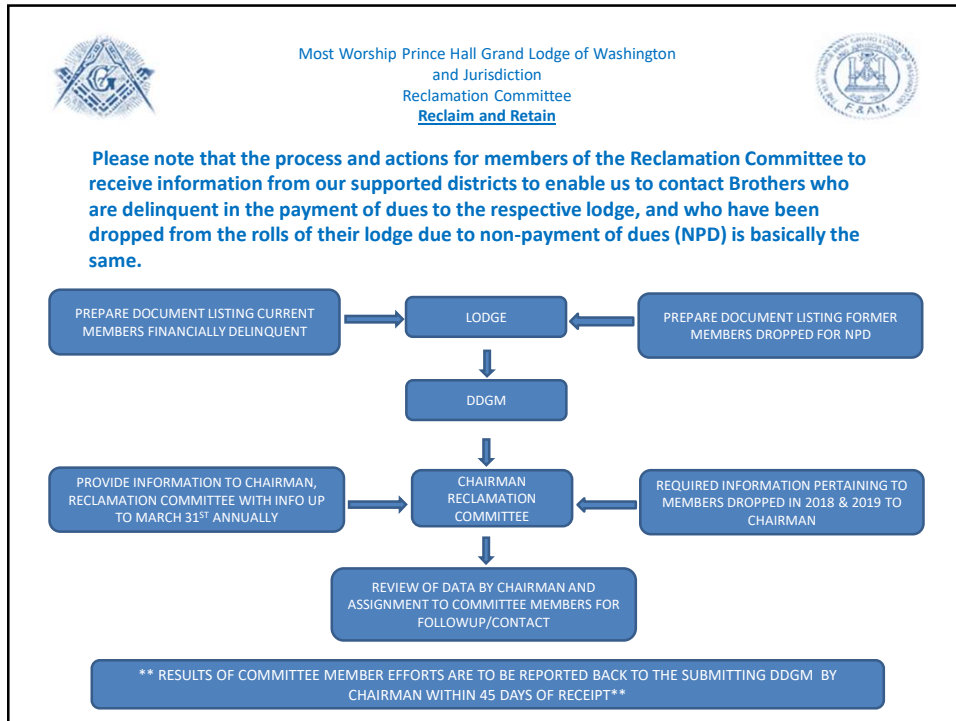 Most Worship Prince Hall Grand Lodge of Washington
and Jurisdiction
Reclamation Committee
Reclaim and Retain
G
F. & A.M.
Please note that the process and actions for members of the Reclamation Committee to
receive information from our supported districts to enable us to contact Brothers who
are delinquent in the payment of dues to the respective lodge, and who have been
dropped from the rolls of their lodge due to non-payment of dues (NPD) is basically the
same.
PREPARE DOCUMENT LISTING CURRENT
MEMBERS FINANCIALLY DELINQUENT
LODGE
PREPARE DOCUMENT LISTING FORMER
MEMBERS DROPPED FOR NPD
DDGM
PROVIDE INFORMATION TO CHAIRMAN,
RECLAMATION COMMITTEE WITH INFO UP
TO MARCH 31ST ANNUALLY
CHAIRMAN
RECLAMATION
COMMITTEE
REQUIRED INFORMATION PERTAINING TO
MEMBERS DROPPED IN 2018 & 2019 TO
CHAIRMAN
REVIEW OF DATA BY CHAIRMAN AND
ASSIGNMENT TO COMMITTEE MEMBERS FOR
FOLLOWUP/CONTACT
** RESULTS OF COMMITTEE MEMBER EFFORTS ARE TO BE REPORTED BACK TO THE SUBMITTING DDGM BY
CHAIRMAN WITHIN 45 DAYS OF RECEIPT**